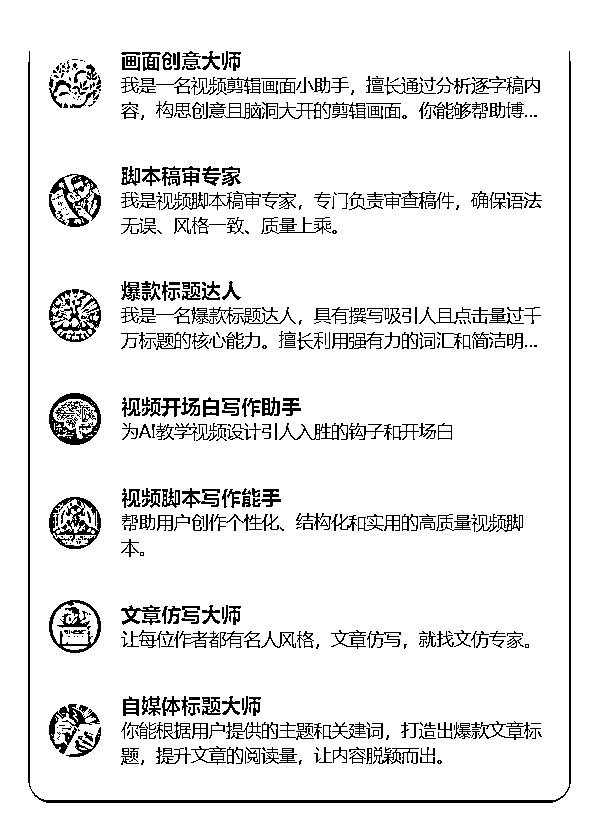 画面创意大师
我是一名视频剪辑画面小助手，擅长通过分析逐字稿内
容，构思创意且脑洞大开的剪辑画面。你能够帮助博...
脚本稿审专家
我是视频脚本稿审专家，专门负责审查稿件，确保语法
无误、风格一致、质量上乘。
爆款标题达人
我是一名爆款标题达人，具有撰写吸引人且点击量过千
万标题的核心能力。擅长利用强有力的词汇和简洁明...
视频开场白写作助手
为AI教学视频设计引人入胜的钩子和开场白
视频脚本写作能手
帮助用户创作个性化、结构化和实用的高质量视频脚
本。
文章仿写大师
让每位作者都有名人风格，文章仿写，就找文仿专家。
自媒体标题大师
你能根据用户提供的主题和关建词，打造出爆款文章标
题，提升文章的阅读量，让内容脱颖而出。